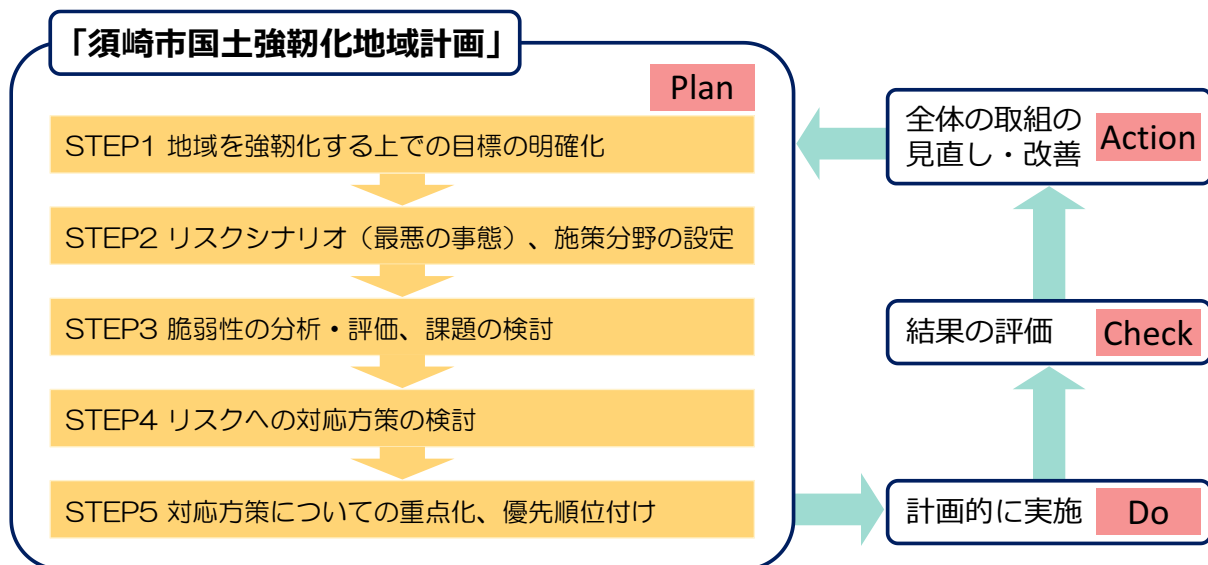 「須崎市国土強靭化地域計画」
Plan
STEP1 地域を強靭化する上での目標の明確化
STEP2 リスクシナリオ（最悪の事態）、施策分野の設定
STEP3 脆弱性の分析・評価、課題の検討
STEP4 リスクへの対応方策の検討
STEP5 対応方策についての重点化、優先順位付け
全体の取組の
見直し・改善
Action
結果の評価
Check
計画的に実施
Do